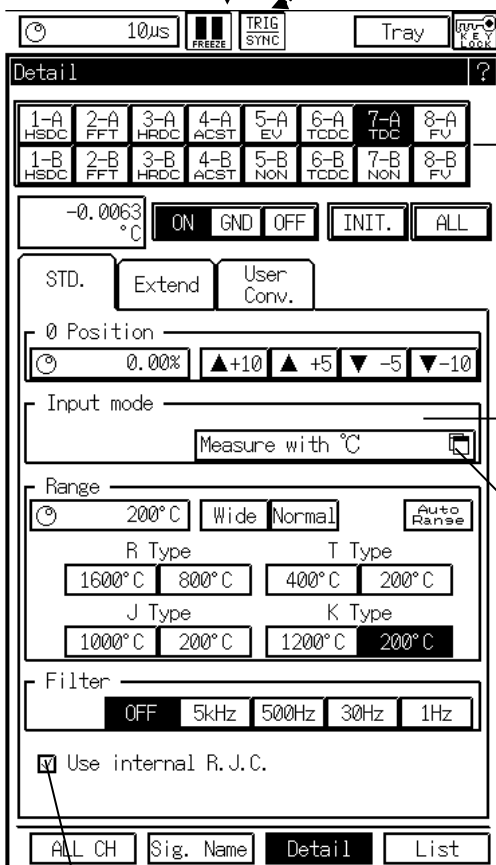 10μs FREEZE TRIG SYNC Tray KEY LOCK
Detail ?
1-A 2-A 3-A 4-A 5-A 6-A 7-A 8-A
HSDC FFT HRDC ACST EV TCDC TDC FV
1-B 2-B 3-B 4-B 5-B 6-B 7-B 8-B
HSDC FFT HRDC ACST NON TCDC NON FV
-0.0063 °C ON GND OFF INIT. ALL
STD. Extend User Conv.
0 Position
0.00% ▲+10 ▲ +5 ▼ -5 ▼-10
Input mode
Measure with °C
Range
200°C Wide Normal Auto Range
R Type T Type
1600°C 800°C 400°C 200°C
J Type K Type
1000°C 200°C 1200°C 200°C
Filter
OFF 5kHz 500Hz 30Hz 1Hz
Use internal R.J.C.
ALL CH Sig. Name Detail List